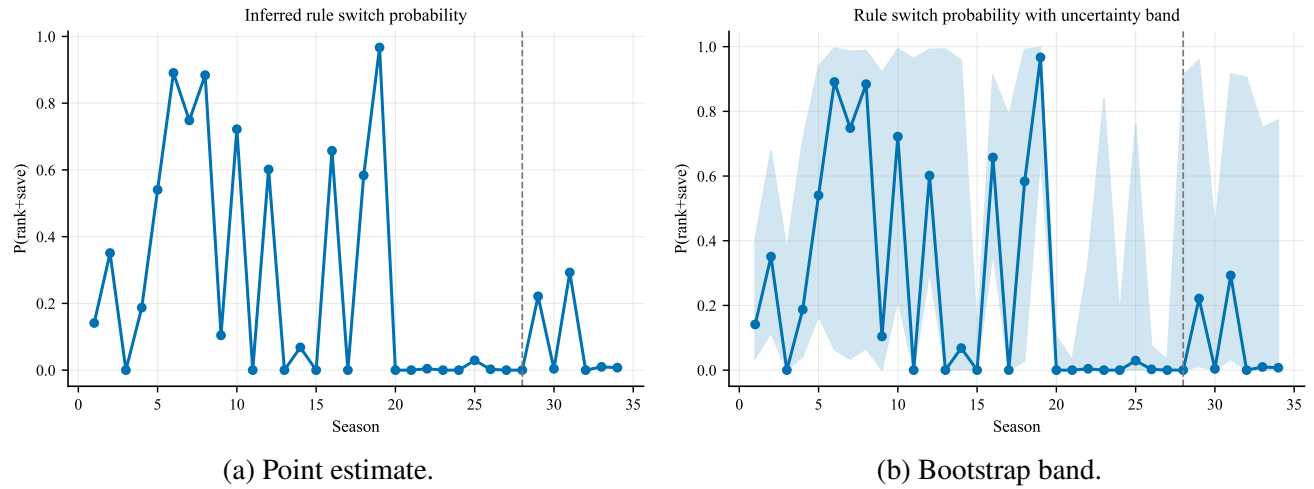 Inferred rule switch probability
1.0
0.8
0.6
0.4
0.2
0.0
P(rank+save)
0 5 10 15 20 25 30 35
Season
(a) Point estimate.
Rule switch probability with uncertainty band
1.0
0.8
0.6
0.4
0.2
0.0
P(rank+save)
0 5 10 15 20 25 30 35
Season
(b) Bootstrap band.